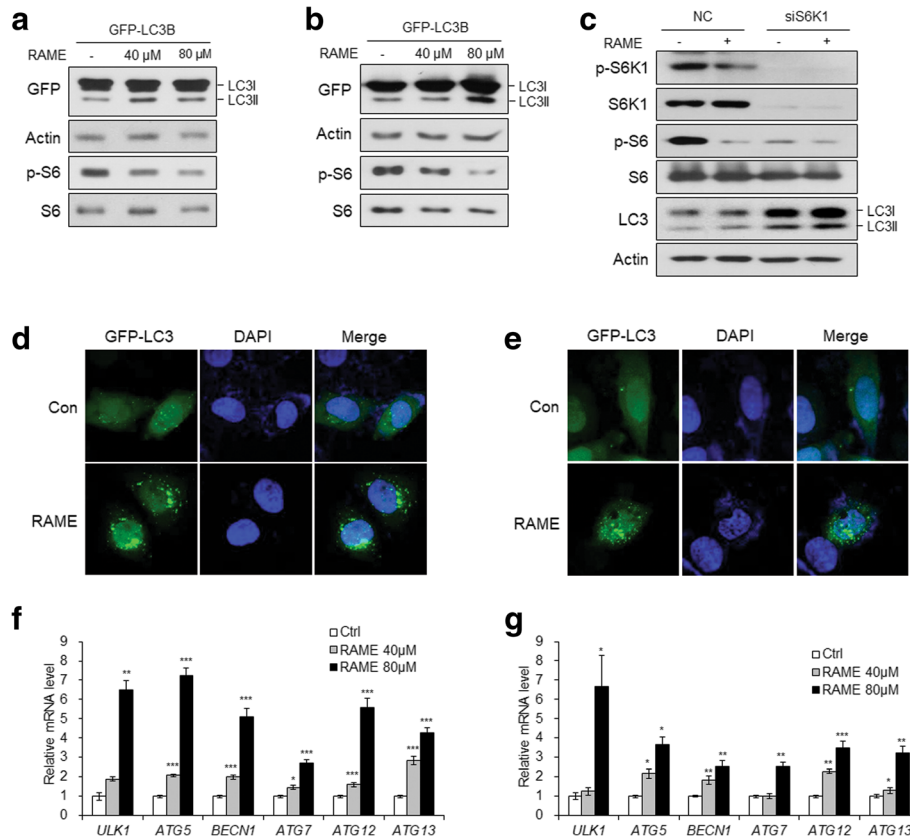 a
GFP-LC3B
RAME - 40 µM 80 µM
GFP
LC3I
LC3II
Actin
p-S6
S6
b
GFP-LC3B
RAME - 40 µM 80 µM
GFP
LC3I
LC3II
Actin
p-S6
S6
c
NC siS6K1
RAME - + - +
p-S6K1
S6K1
p-S6
S6
LC3
LC3I
LC3II
Actin
d
GFP-LC3 DAPI Merge
Con
RAME
e
GFP-LC3 DAPI Merge
Con
RAME
f
Relative mRNA level
9
8
7
6
5
4
3
2
1
0
Ctrl
RAME 40µM
RAME 80µM
** *** *** *** * *** *** *** *** ***
ULK1 ATG5 BECN1 ATG7 ATG12 ATG13
g
Relative mRNA level
9
8
7
6
5
4
3
2
1
0
Ctrl
RAME 40µM
RAME 80µM
* * * ** ** ** ** *** * **
ULK1 ATG5 BECN1 ATG7 ATG12 ATG13